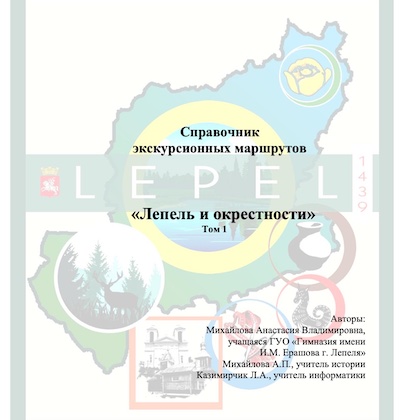 Справочник
экскурсионных маршрутов
LEPEL
1439
«Лепель и окрестности»
Том 1
Авторы:
Михайлова Анастасия Владимировна,
учащаяся ГУО «Гимназия имени
И.М. Ерашова г. Лепеля»
Михайлова А.П., учитель истории
Казимирчик Л.А., учитель информатики